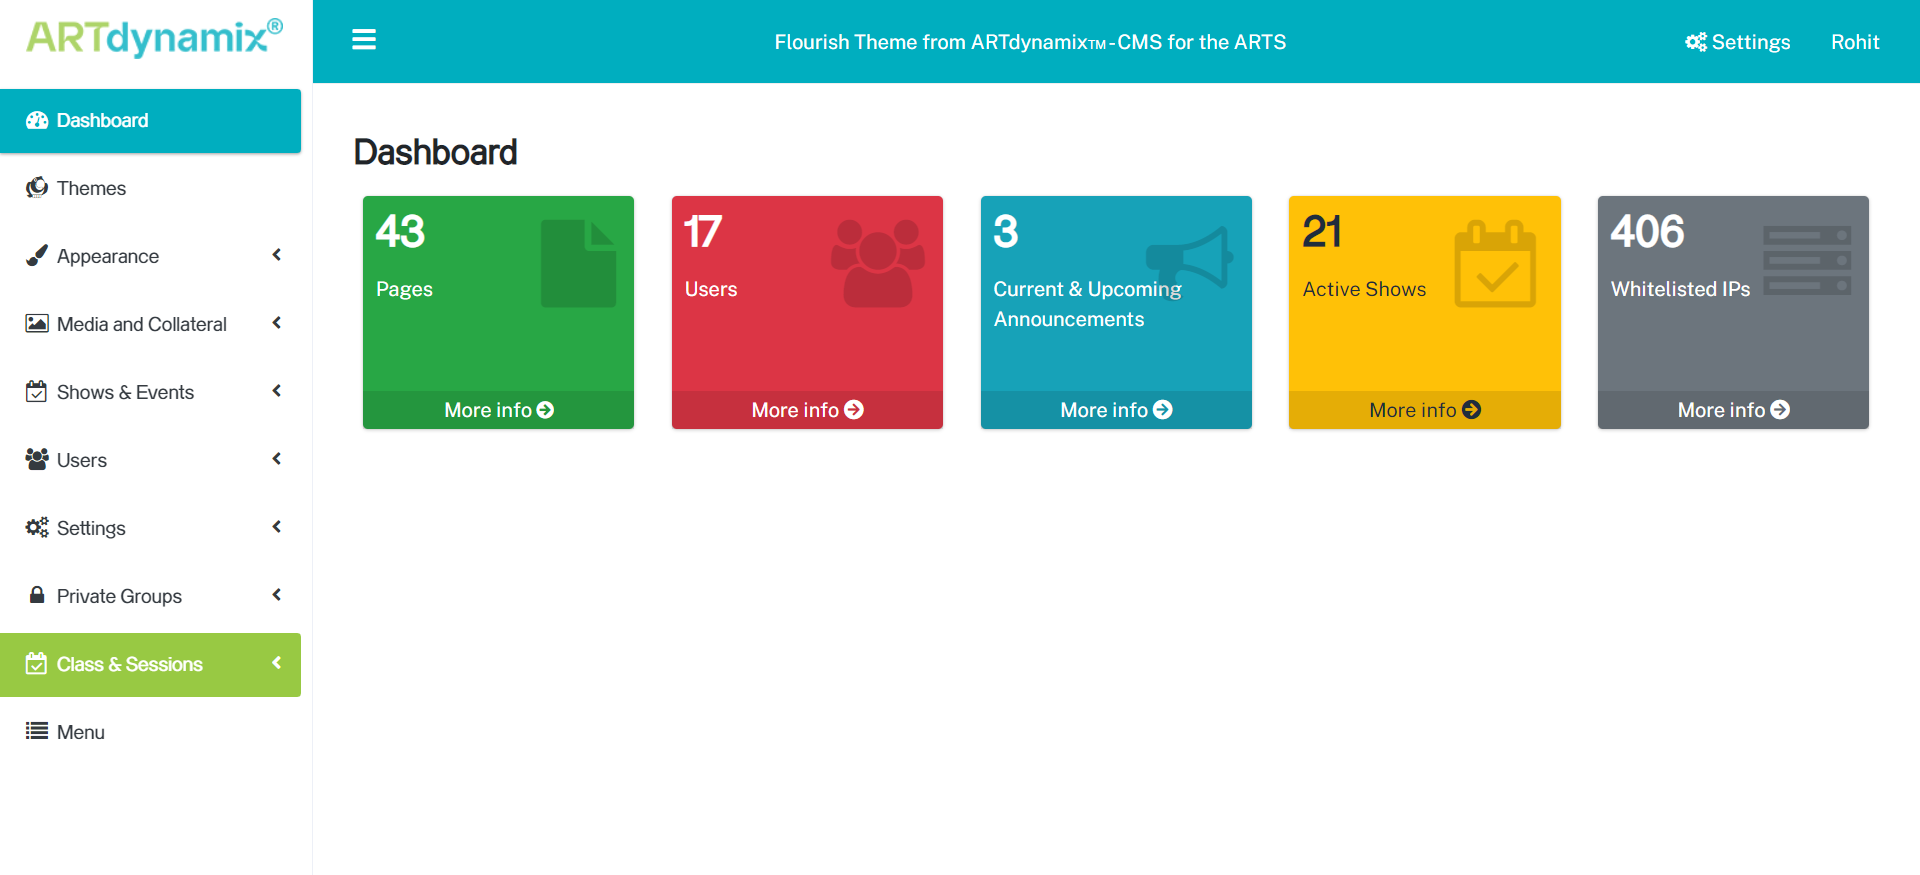 ARTdynamix®
Flourish Theme from ARTdynamix™ - CMS for the ARTS
Settings
Rohit
Dashboard
Themes
Appearance
Media and Collateral
Shows & Events
Users
Settings
Private Groups
Class & Sessions
Menu
Dashboard
43
Pages
More info
17
Users
More info
3
Current & Upcoming
Announcements
More info
21
Active Shows
More info
406
Whitelisted IPs
More info